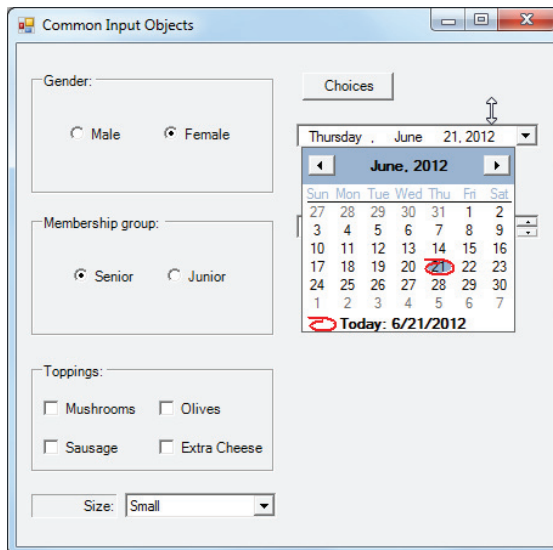 Common Input Objects
Gender:
Male Female
Membership group:
Senior Junior
Toppings:
Mushrooms Olives
Sausage Extra Cheese
Size: Small
Choices
Thursday , June 21, 2012
June, 2012
Sun Mon Tue Wed Thu Fri Sat
27 28 29 30 31 1 2
3 4 5 6 7 8 9
10 11 12 13 14 15 16
17 18 19 20 21 22 23
24 25 26 27 28 29 30
1 2 3 4 5 6 7
Today: 6/21/2012